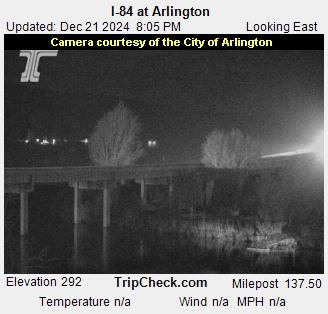 I-84 at Arlington
Updated: Dec 21 2024 8:05 PM Looking East
Camera courtesy of the City of Arlington
Elevation 292 TripCheck.com Milepost 137.50
Temperature n/a Wind n/a MPH n/a